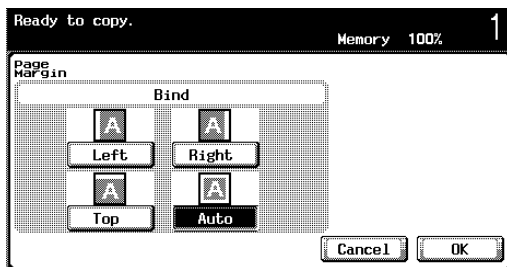 Ready to copy.
Memory 100% 1
Page
Margin
Bind
A A
Left Right
A A
Top Auto
Cancel OK